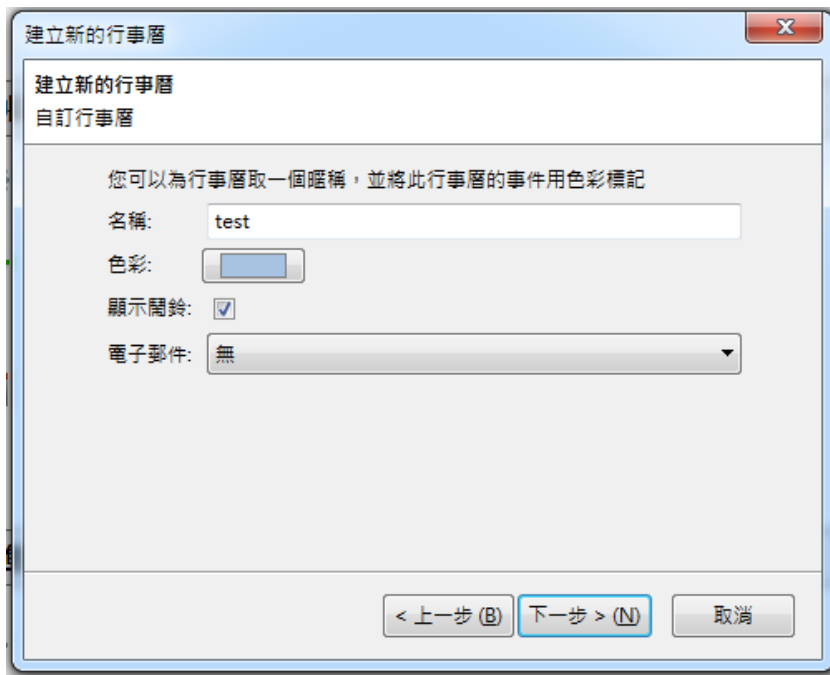 建立新的行事曆
建立新的行事曆
自訂行事曆
您可以為行事曆取一個暱稱，並將此行事曆的事件用色彩標記
名稱: test
色彩:
顯示鬧鈴:
電子郵件: 無
< 上一步 (B) 下一步 > (N) 取消